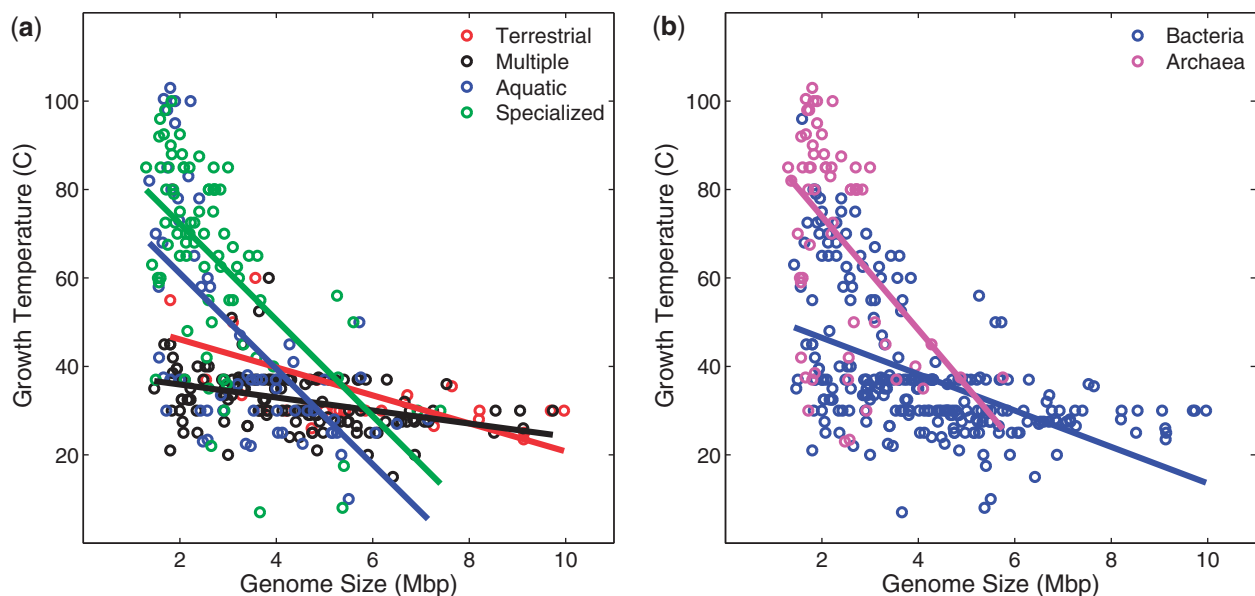 (a)
Terrestrial
Multiple
Aquatic
Specialized
100
80
60
40
20
Growth Temperature (C)
2 4 6 8 10
Genome Size (Mbp)
(b)
Bacteria
Archaea
100
80
60
40
20
Growth Temperature (C)
2 4 6 8 10
Genome Size (Mbp)